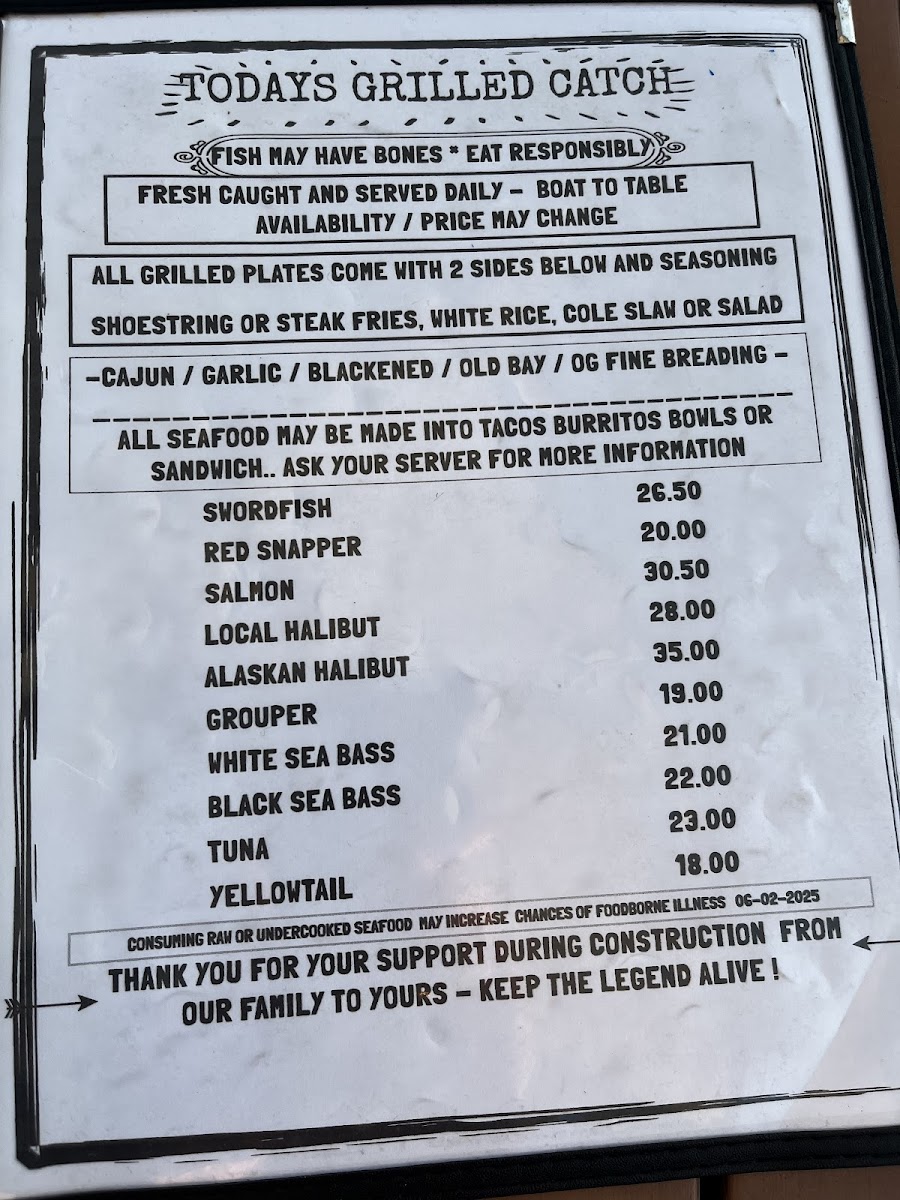 TODAYS GRILLED CATCH
FISH MAY HAVE BONES * EAT RESPONSIBLY
FRESH CAUGHT AND SERVED DAILY - BOAT TO TABLE
AVAILABILITY / PRICE MAY CHANGE
ALL GRILLED PLATES COME WITH 2 SIDES BELOW AND SEASONING
SHOESTRING OR STEAK FRIES, WHITE RICE, COLE SLAW OR SALAD
-CAJUN / GARLIC / BLACKENED / OLD BAY / OG FINE BREADING -
ALL SEAFOOD MAY BE MADE INTO TACOS BURRITOS BOWLS OR
SANDWICH.. ASK YOUR SERVER FOR MORE INFORMATION
SWORDFISH 26.50
RED SNAPPER 20.00
SALMON 30.50
LOCAL HALIBUT 28.00
ALASKAN HALIBUT 35.00
GROUPER 19.00
WHITE SEA BASS 21.00
BLACK SEA BASS 22.00
TUNA 23.00
YELLOWTAIL 18.00
CONSUMING RAW OR UNDERCOOKED SEAFOOD MAY INCREASE CHANCES OF FOODBORNE ILLNESS 06-02-2025
THANK YOU FOR YOUR SUPPORT DURING CONSTRUCTION FROM
OUR FAMILY TO YOURS - KEEP THE LEGEND ALIVE !